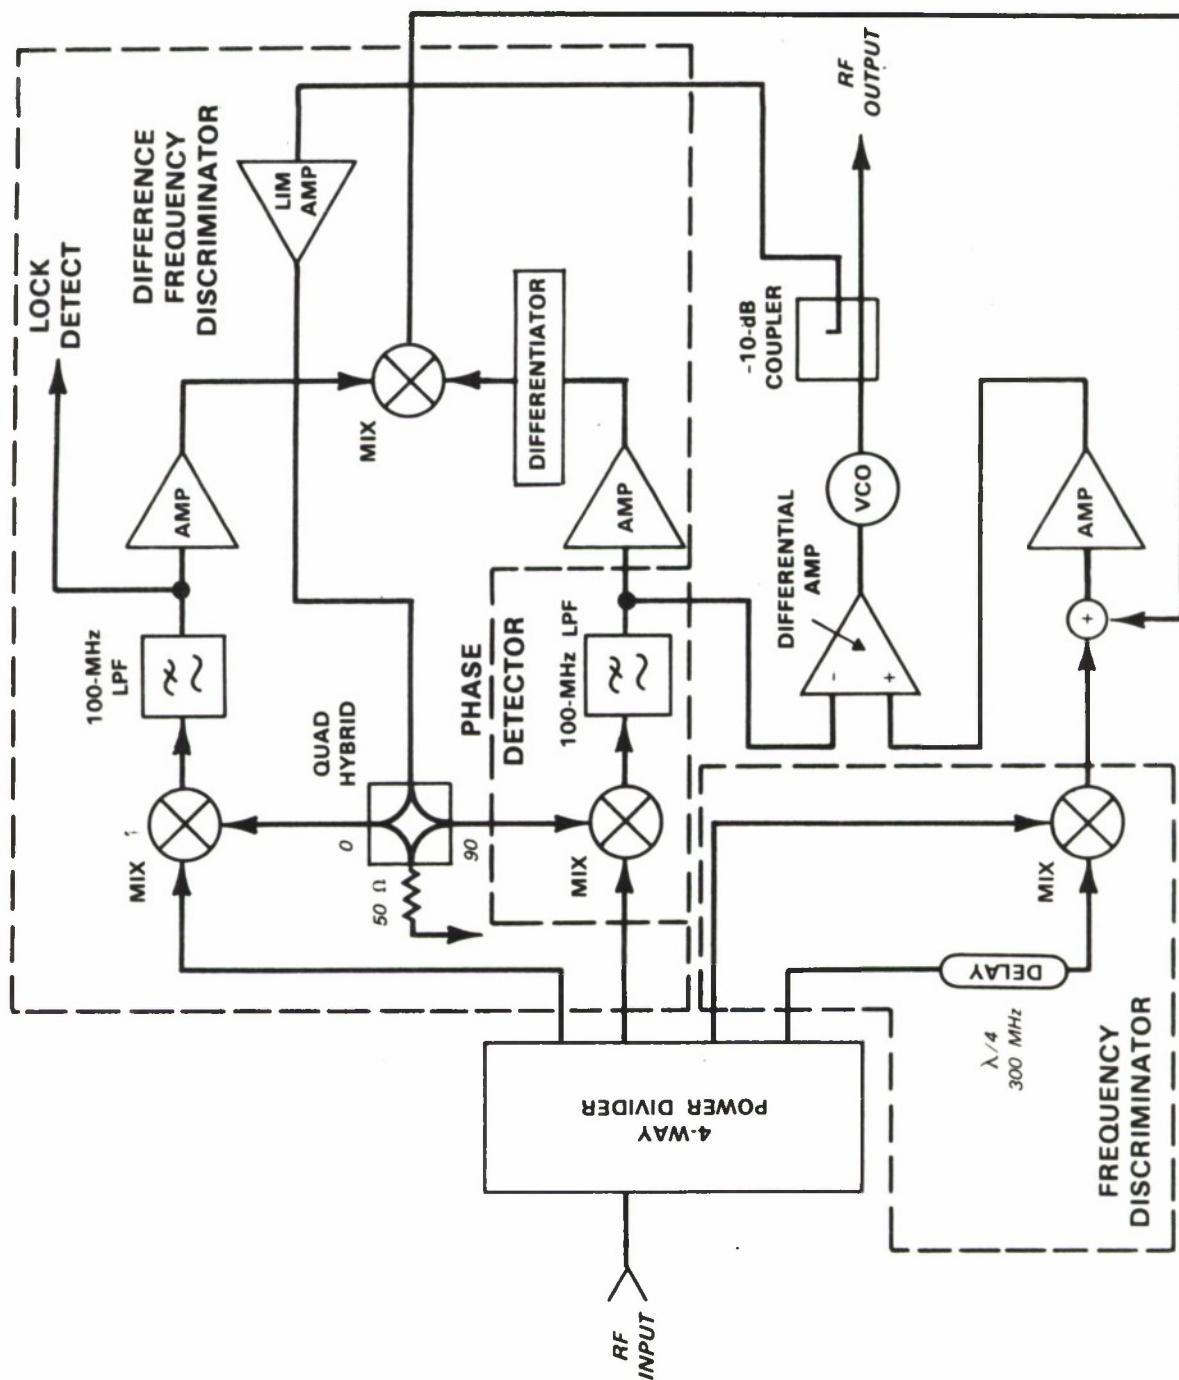 RF
INPUT
4-WAY
POWER DIVIDER
MIX
100-MHz
LPF
AMP
LOCK
DETECT
DIFFERENCE
FREQUENCY
DISCRIMINATOR
LIM
AMP
QUAD
HYBRID
0
90
50 Ω
MIX
DIFFERENTIATOR
PHASE
DETECTOR
MIX
100-MHz LPF
AMP
DIFFERENTIAL
AMP
-
+
VCO
-10-dB
COUPLER
RF
OUTPUT
FREQUENCY
DISCRIMINATOR
λ/4
300 MHz
DELAY
MIX
+
AMP